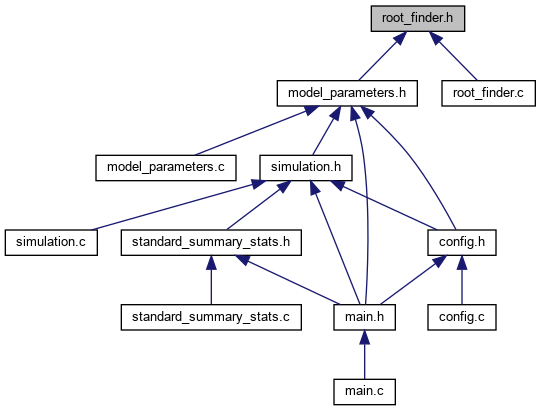 root_finder.h
model_parameters.h
root_finder.c
model_parameters.c
simulation.h
simulation.c
standard_summary_stats.h
config.h
standard_summary_stats.c
main.h
config.c
main.c